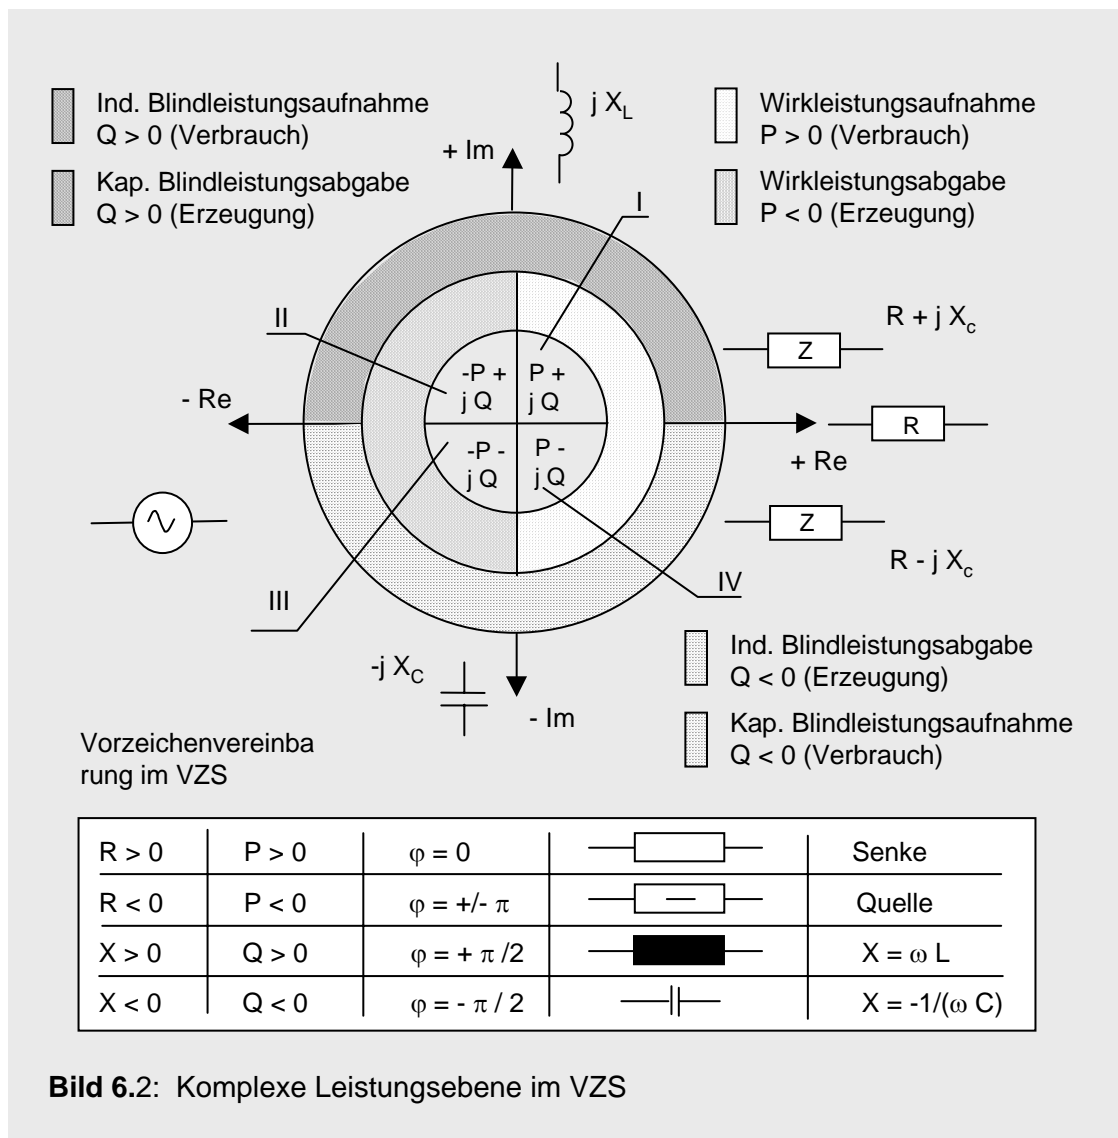 Ind. Blindleistungsaufnahme
Q > 0 (Verbrauch)
Kap. Blindleistungsabgabe
Q > 0 (Erzeugung)
+ Im
j X_L
Wirkleistungsaufnahme
P > 0 (Verbrauch)
Wirkleistungsabgabe
P < 0 (Erzeugung)
I
II
R + j X_c
Z
-P +
j Q
P +
j Q
- Re
R
+ Re
-P -
j Q
P -
j Q
Z
R - j X_c
III
IV
-j X_C
- Im
Ind. Blindleistungsabgabe
Q < 0 (Erzeugung)
Kap. Blindleistungsaufnahme
Q < 0 (Verbrauch)
Vorzeichenvereinba
rung im VZS
R > 0 P > 0 φ = 0 Senke
R < 0 P < 0 φ = +/- π Quelle
X > 0 Q > 0 φ = + π /2 X = ω L
X < 0 Q < 0 φ = - π / 2 X = -1/(ω C)
Bild 6.2: Komplexe Leistungsebene im VZS